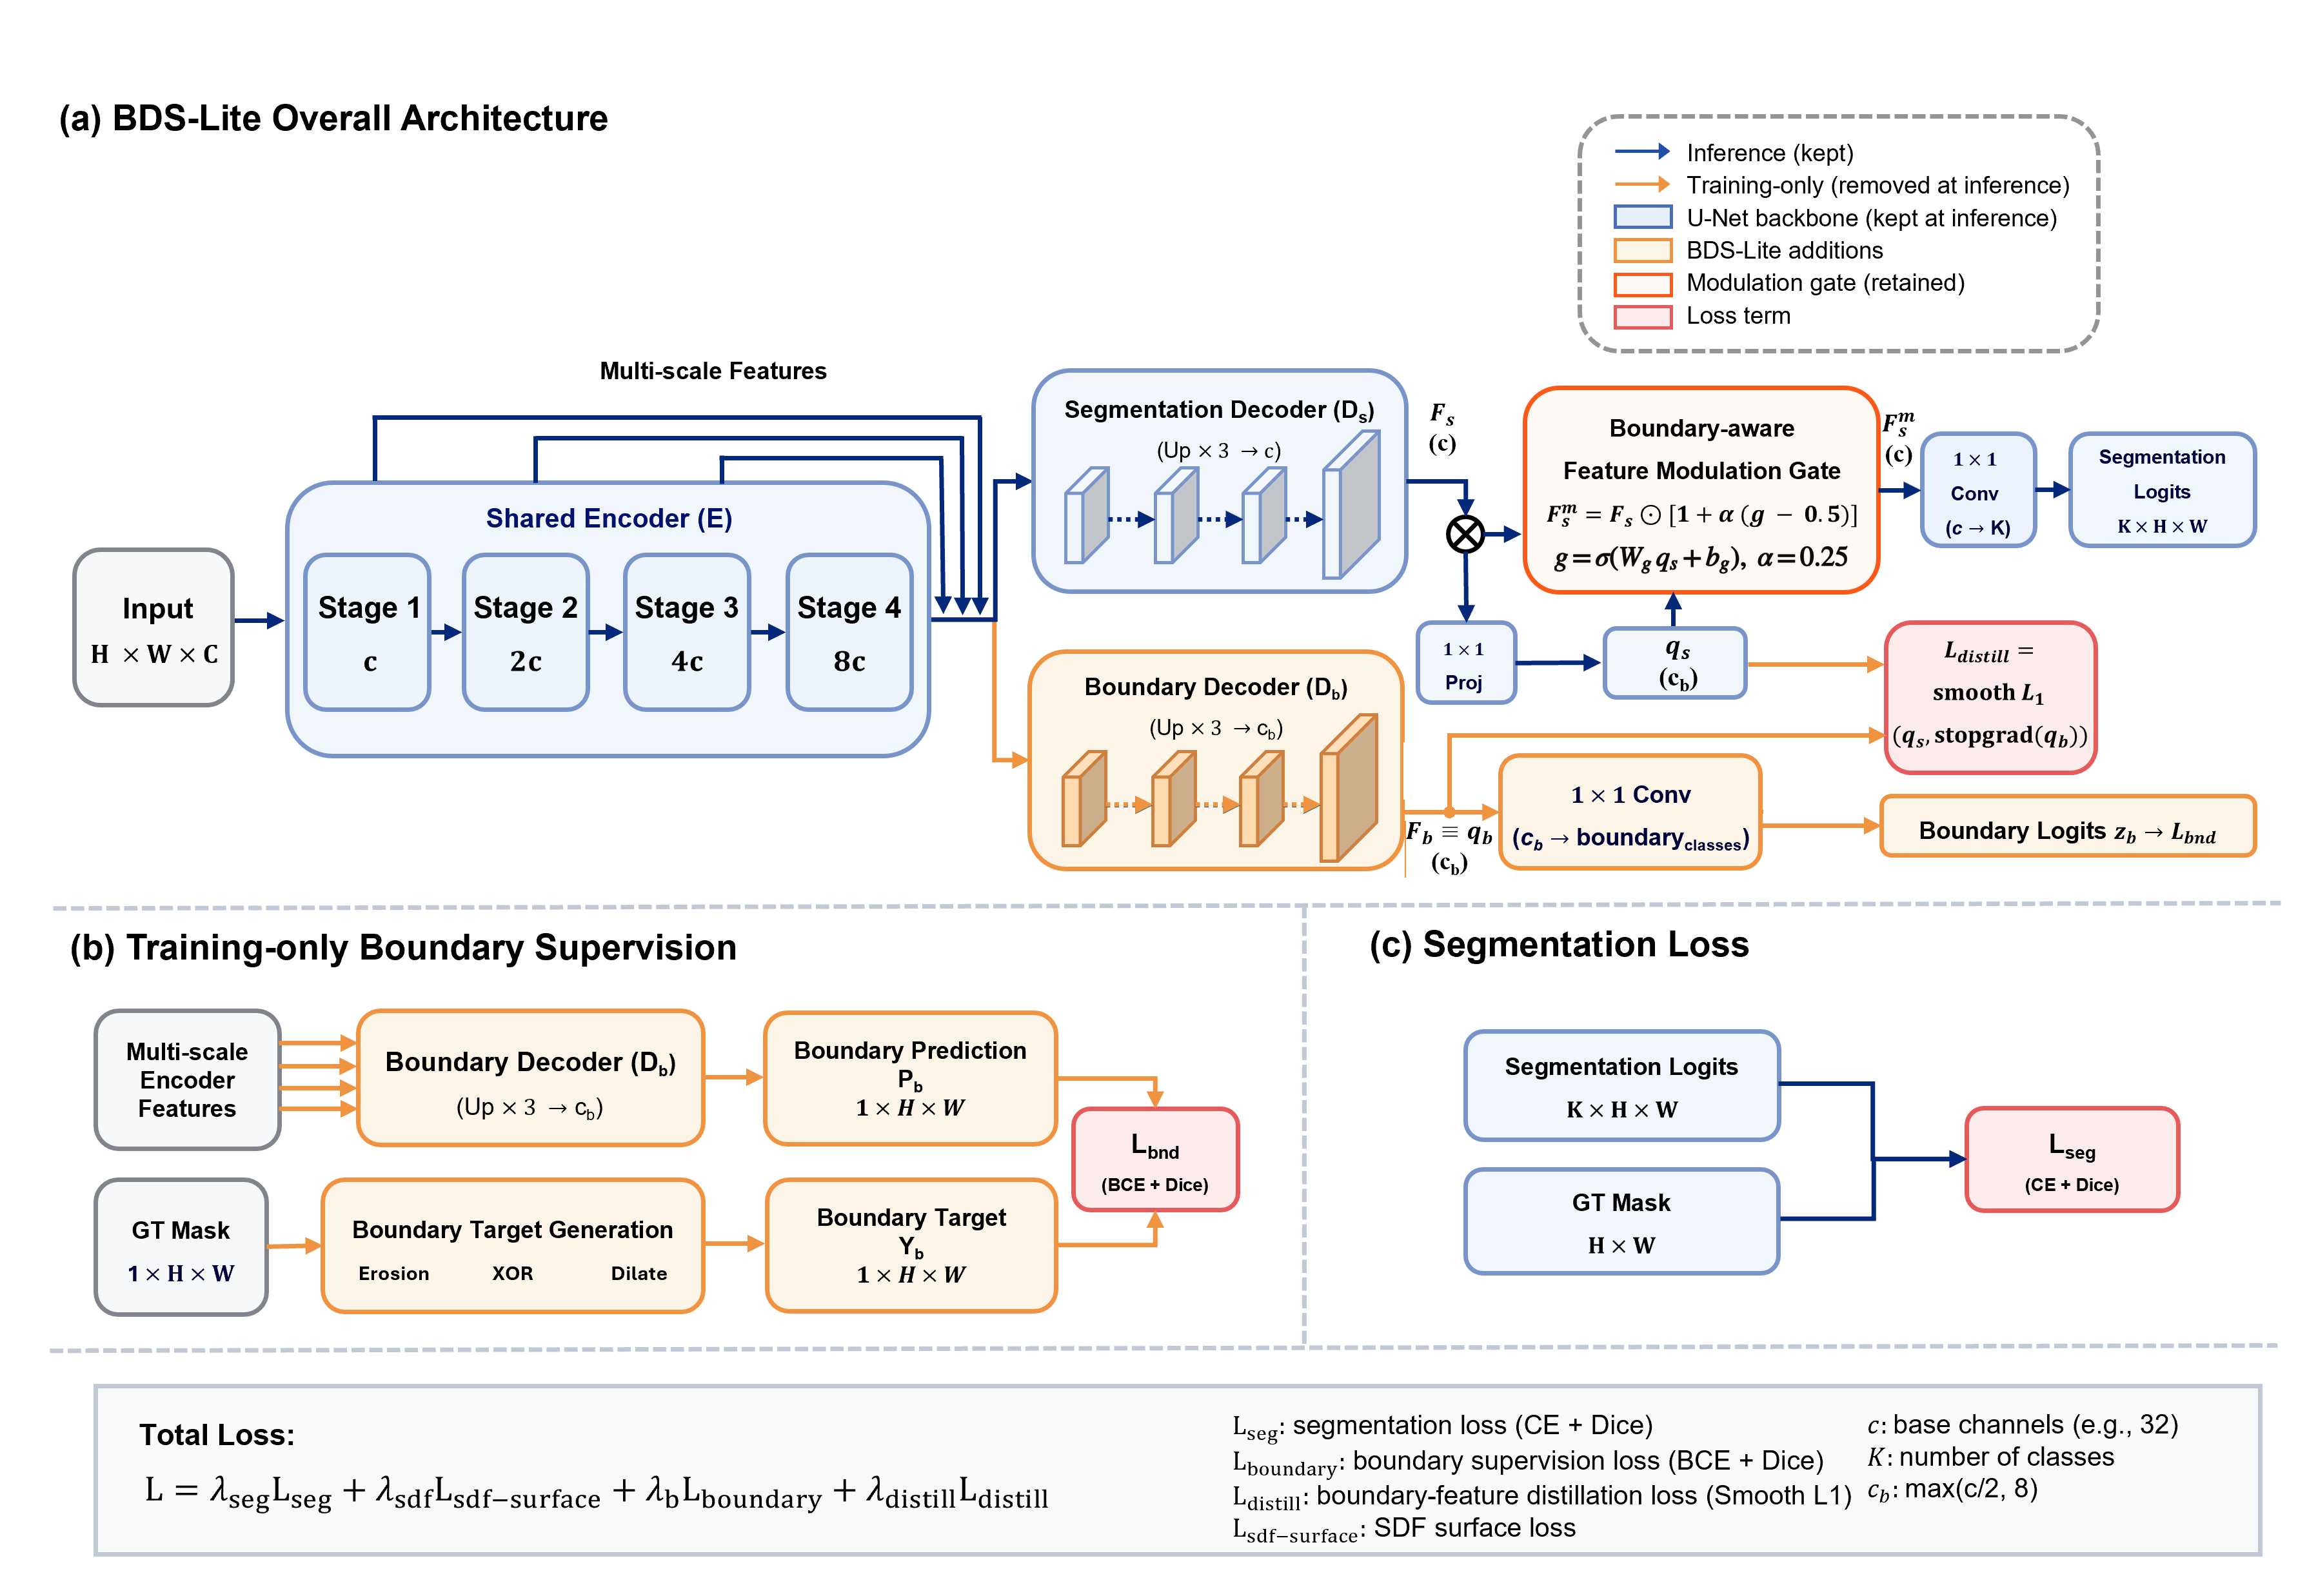 (a) BDS-Lite Overall Architecture
Inference (kept)
Training-only (removed at inference)
U-Net backbone (kept at inference)
BDS-Lite additions
Modulation gate (retained)
Loss term
Multi-scale Features
Input
H × W × C
Shared Encoder (E)
Stage 1
c
Stage 2
2c
Stage 3
4c
Stage 4
8c
Segmentation Decoder (Dₛ)
(Up × 3 → c)
Fₛ
(c)
Boundary-aware
Feature Modulation Gate
Fₛᵐ = Fₛ ⊙ [1 + α (g − 0.5)]
g = σ(W_g qₛ + b_g), α = 0.25
Fₛᵐ
(c)
1 × 1
Conv
(c → K)
Segmentation
Logits
K × H × W
1 × 1
Proj
qₛ
(c_b)
L_distill =
smooth L₁
(qₛ, stopgrad(q_b))
Boundary Decoder (D_b)
(Up × 3 → c_b)
F_b ≡ q_b
(c_b)
1 × 1 Conv
(c_b → boundary_classes)
Boundary Logits z_b → L_bnd
(b) Training-only Boundary Supervision
Multi-scale
Encoder
Features
Boundary Decoder (D_b)
(Up × 3 → c_b)
Boundary Prediction
P_b
1 × H × W
L_bnd
(BCE + Dice)
GT Mask
1 × H × W
Boundary Target Generation
Erosion XOR Dilate
Boundary Target
Y_b
1 × H × W
(c) Segmentation Loss
Segmentation Logits
K × H × W
GT Mask
H × W
L_seg
(CE + Dice)
Total Loss:
L = λ_seg L_seg + λ_sdf L_sdf−surface + λ_b L_boundary + λ_distill L_distill
L_seg: segmentation loss (CE + Dice)
L_boundary: boundary supervision loss (BCE + Dice)
L_distill: boundary-feature distillation loss (Smooth L1)
L_sdf−surface: SDF surface loss
c: base channels (e.g., 32)
K: number of classes
c_b: max(c/2, 8)